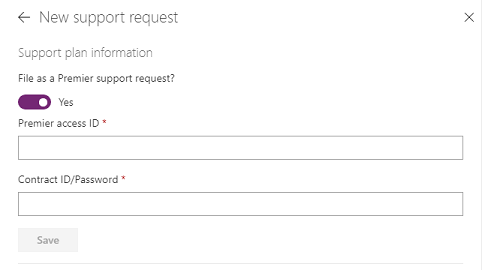 New support request
Support plan information
File as a Premier support request?
Yes
Premier access ID *
Contract ID/Password *
Save